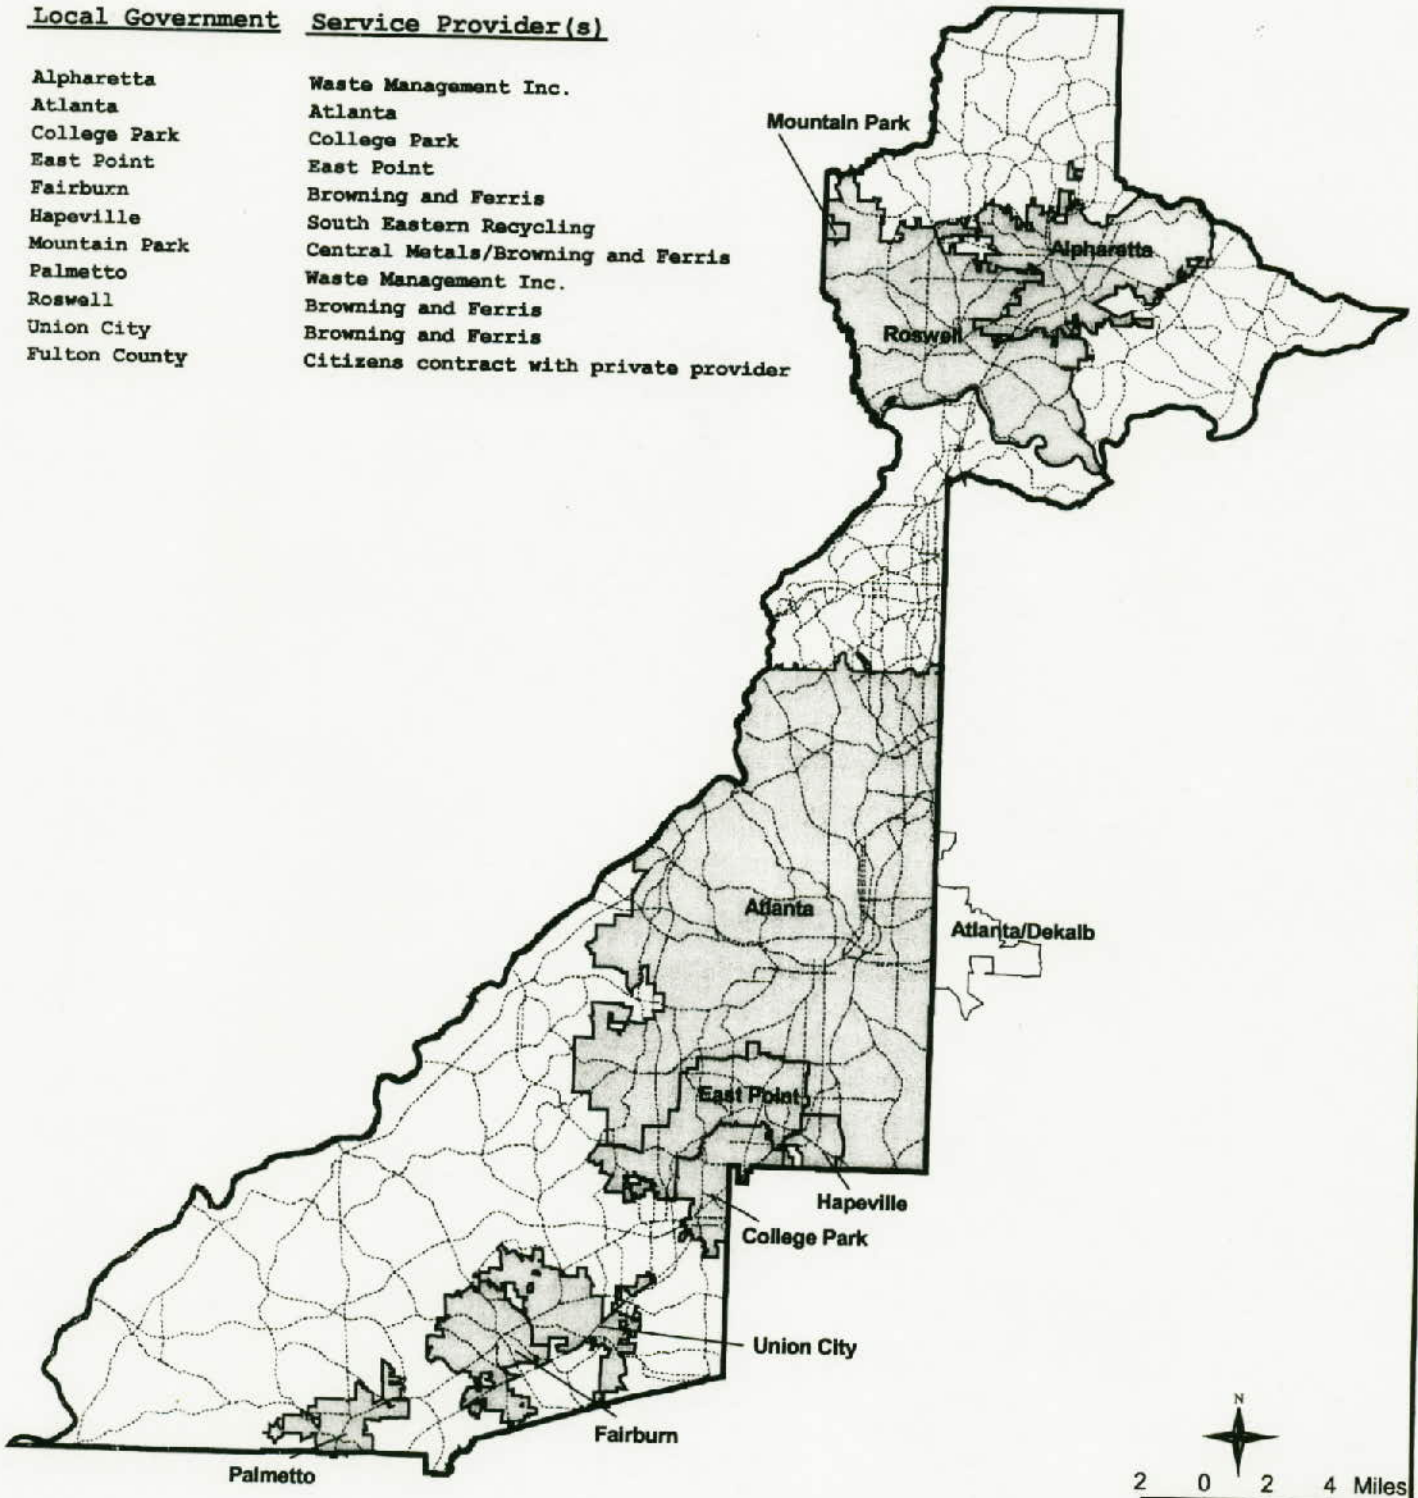 Local Government Service Provider(s)
Alpharetta Waste Management Inc.
Atlanta Atlanta
College Park College Park
East Point East Point
Fairburn Browning and Ferris
Hapeville South Eastern Recycling
Mountain Park Central Metals/Browning and Ferris
Palmetto Waste Management Inc.
Roswell Browning and Ferris
Union City Browning and Ferris
Fulton County Citizens contract with private provider
Mountain Park
Alpharetta
Roswell
Atlanta
Atlanta/Dekalb
East Point
Hapeville
College Park
Union City
Fairburn
Palmetto
N
2 0 2 4 Miles